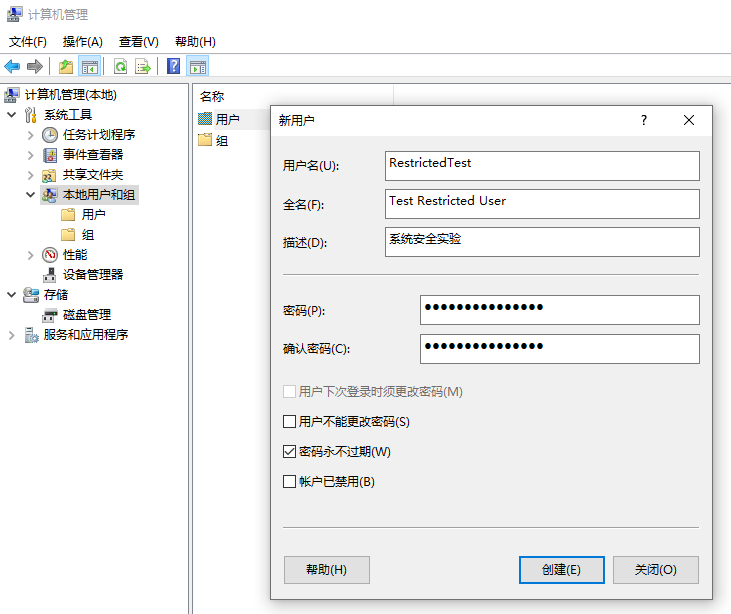 计算机管理
文件(F) 操作(A) 查看(V) 帮助(H)
计算机管理(本地)
系统工具
任务计划程序
事件查看器
共享文件夹
本地用户和组
用户
组
性能
设备管理器
存储
磁盘管理
服务和应用程序
名称
用户
组
新用户
?
用户名(U):
RestrictedTest
全名(F):
Test Restricted User
描述(D):
系统安全实验
密码(P):
●●●●●●●●●●●●●●●
确认密码(C):
●●●●●●●●●●●●●●●
用户下次登录时须更改密码(M)
用户不能更改密码(S)
密码永不过期(W)
帐户已禁用(B)
帮助(H) 创建(E) 关闭(O)